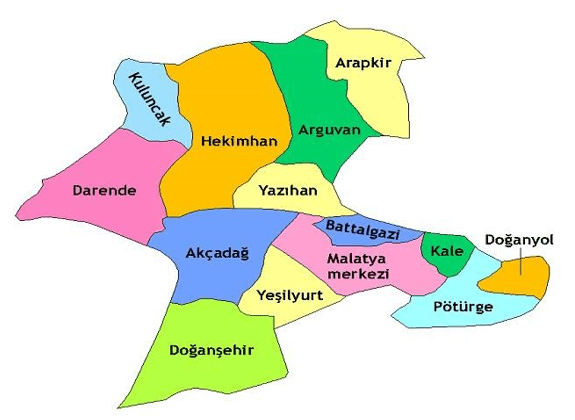 Arapkir
Kuluncak
Arguvan
Hekimhan
Darende
Yazıhan
Battalgazi
Doğanyol
Akçadağ
Malatya
merkezi
Kale
Yeşilyurt
Pötürge
Doğanşehir